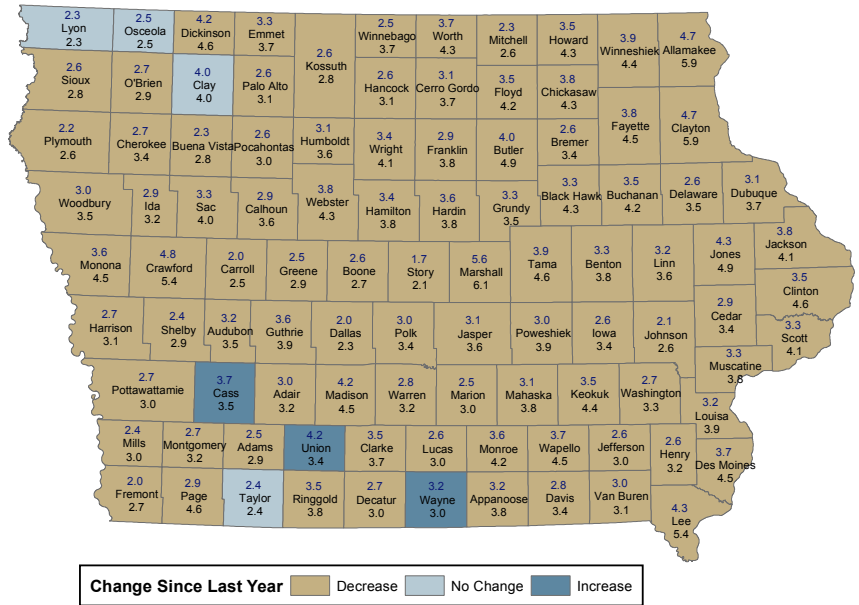 2.3
Lyon
2.3
2.5
Osceola
2.5
4.2
Dickinson
4.6
3.3
Emmet
3.7
2.6
Kossuth
2.8
2.5
Winnebago
3.7
3.7
Worth
4.3
2.3
Mitchell
2.6
3.5
Howard
4.3
3.9
Winneshiek
4.4
4.7
Allamakee
5.9
2.6
Sioux
2.8
2.7
O'Brien
2.9
4.0
Clay
4.0
2.6
Palo Alto
3.1
2.6
Hancock
3.1
3.1
Cerro Gordo
3.7
3.5
Floyd
4.2
3.8
Chickasaw
4.3
3.8
Fayette
4.5
4.7
Clayton
5.9
2.2
Plymouth
2.6
2.7
Cherokee
3.4
2.3
Buena Vista
2.8
2.6
Pocahontas
3.0
3.1
Humboldt
3.6
3.4
Wright
4.1
2.9
Franklin
3.8
4.0
Butler
4.9
2.6
Bremer
3.4
3.0
Woodbury
3.5
2.9
Ida
3.2
3.3
Sac
4.0
2.9
Calhoun
3.6
3.8
Webster
4.3
3.4
Hamilton
3.8
3.6
Hardin
3.8
3.3
Grundy
3.5
3.3
Black Hawk
4.3
3.5
Buchanan
4.2
2.6
Delaware
3.5
3.1
Dubuque
3.7
3.6
Monona
4.5
4.8
Crawford
5.4
2.0
Carroll
2.5
2.5
Greene
2.9
2.6
Boone
2.7
1.7
Story
2.1
5.6
Marshall
6.1
3.9
Tama
4.6
3.3
Benton
3.8
3.2
Linn
3.6
4.3
Jones
4.9
3.8
Jackson
4.1
3.5
Clinton
4.6
2.7
Harrison
3.1
2.4
Shelby
2.9
3.2
Audubon
3.5
3.6
Guthrie
3.9
2.0
Dallas
2.3
3.0
Polk
3.4
3.1
Jasper
3.6
3.0
Poweshiek
3.9
2.6
Iowa
3.4
2.1
Johnson
2.6
2.9
Cedar
3.4
3.3
Scott
4.1
3.3
Muscatine
3.8
2.7
Pottawattamie
3.0
3.7
Cass
3.5
3.0
Adair
3.2
4.2
Madison
4.5
2.8
Warren
3.2
2.5
Marion
3.0
3.1
Mahaska
3.8
3.5
Keokuk
4.4
2.7
Washington
3.3
3.2
Louisa
3.9
2.4
Mills
3.0
2.7
Montgomery
3.2
2.5
Adams
2.9
4.2
Union
3.4
3.5
Clarke
3.7
2.6
Lucas
3.0
3.6
Monroe
4.2
3.7
Wapello
4.5
2.6
Jefferson
3.0
2.6
Henry
3.2
3.7
Des Moines
4.5
2.0
Fremont
2.7
2.9
Page
4.6
2.4
Taylor
2.4
3.5
Ringgold
3.8
2.7
Decatur
3.0
3.2
Wayne
3.0
3.2
Appanoose
3.8
2.8
Davis
3.4
3.0
Van Buren
3.1
4.3
Lee
5.4
Change Since Last Year Decrease No Change Increase